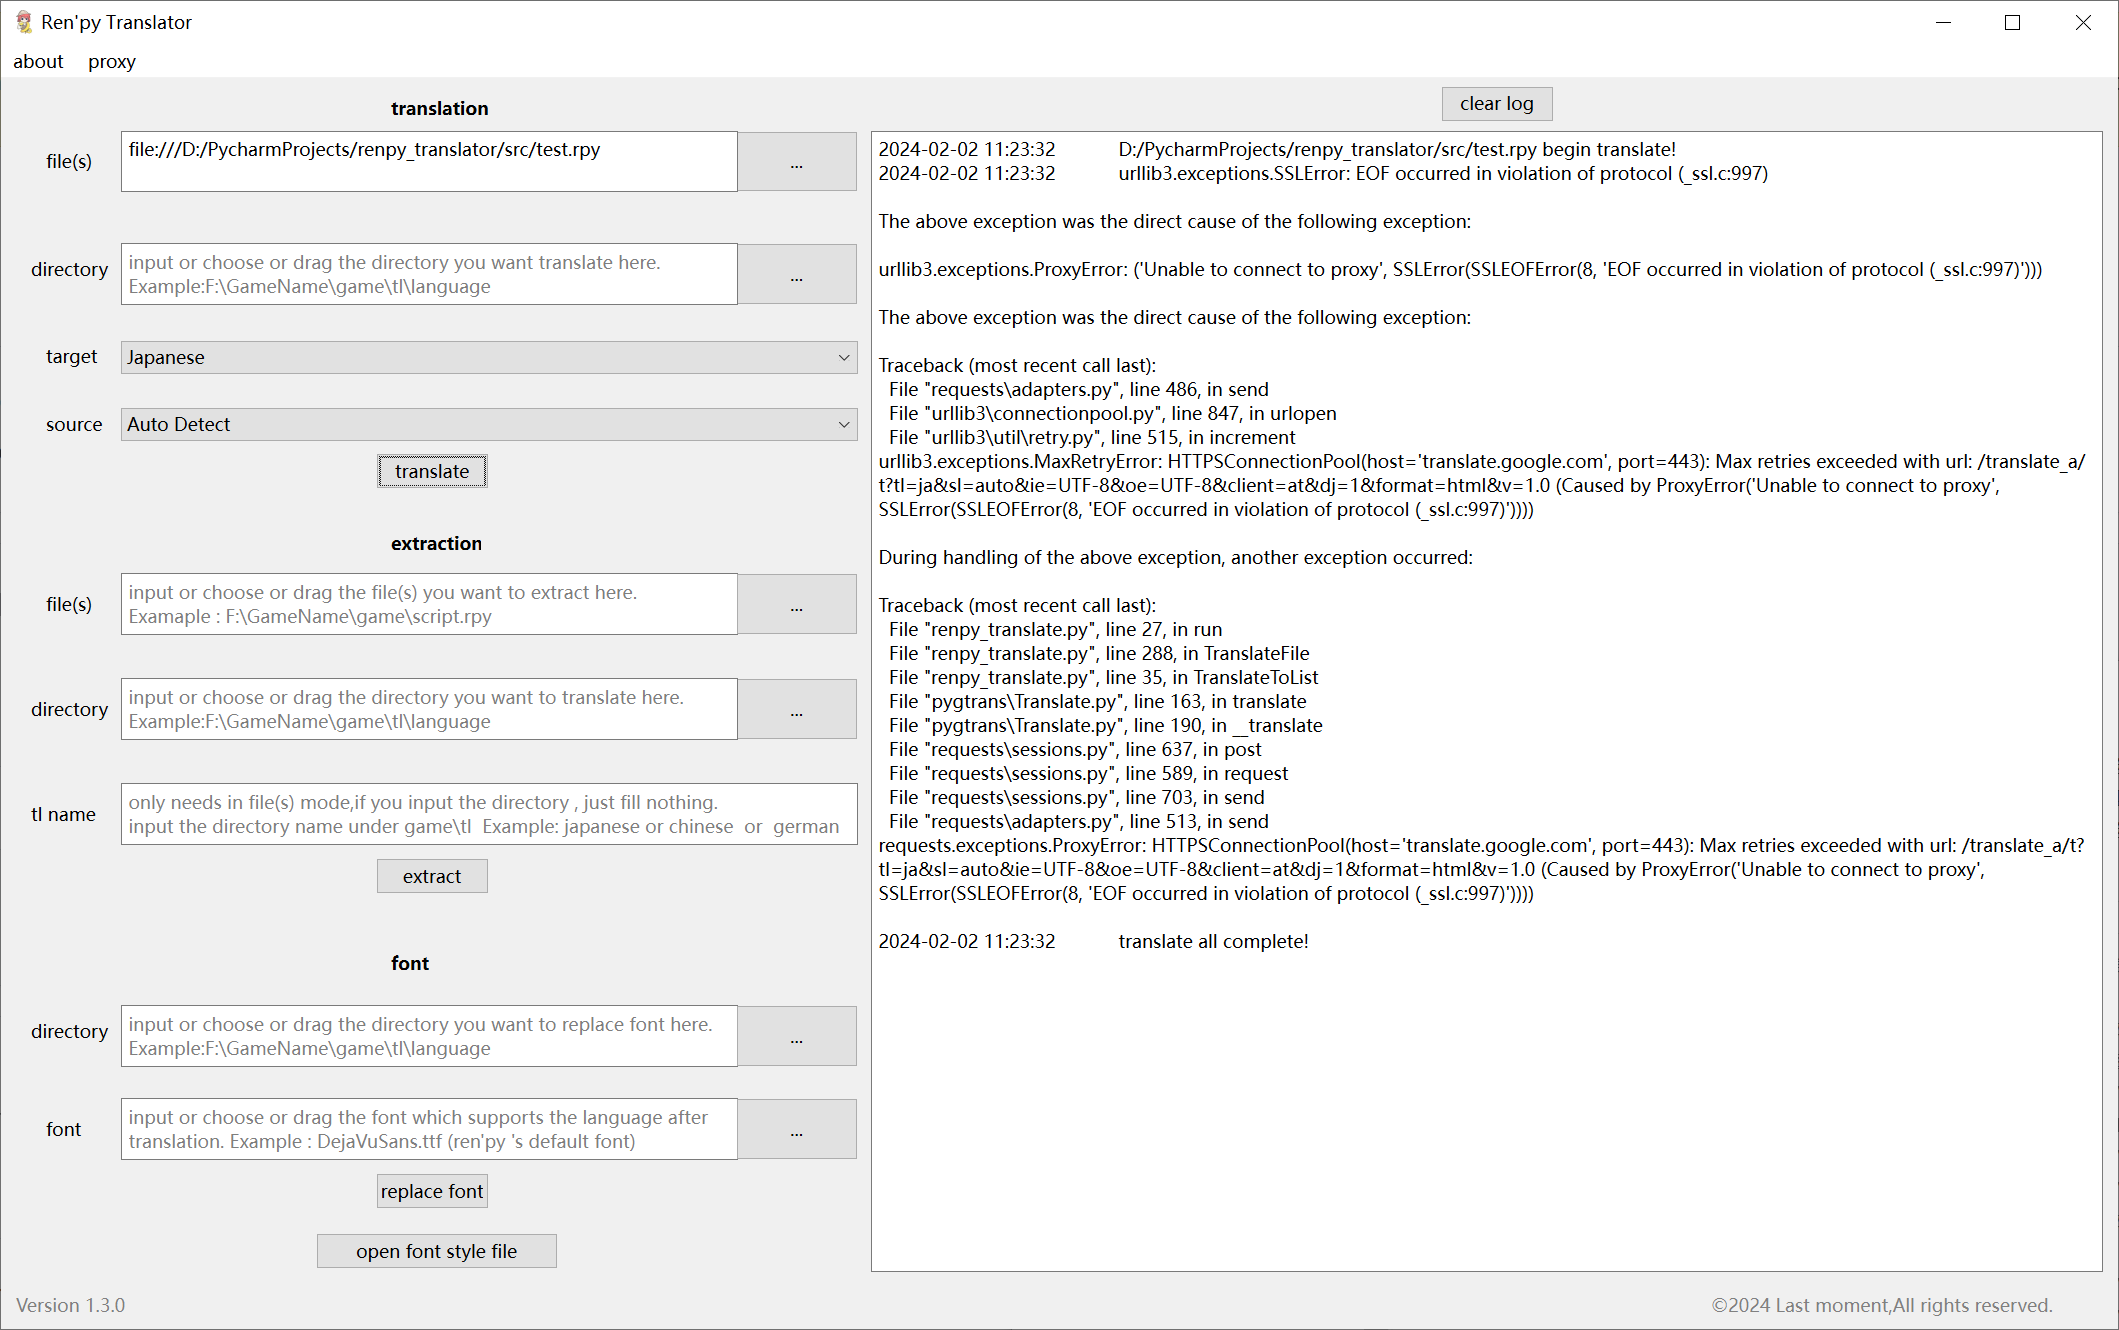 Ren'py Translator
about proxy
translation
file(s)
file:///D:/PycharmProjects/renpy_translator/src/test.rpy
...
directory
input or choose or drag the directory you want translate here.
Example:F:\GameName\game\tl\language
...
target
Japanese
source
Auto Detect
translate
extraction
file(s)
input or choose or drag the file(s) you want to extract here.
Examaple : F:\GameName\game\script.rpy
...
directory
input or choose or drag the directory you want to translate here.
Example:F:\GameName\game\tl\language
...
tl name
only needs in file(s) mode,if you input the directory , just fill nothing.
input the directory name under game\tl  Example: japanese or chinese  or  german
extract
font
directory
input or choose or drag the directory you want to replace font here.
Example:F:\GameName\game\tl\language
...
font
input or choose or drag the font which supports the language after
translation. Example : DejaVuSans.ttf (ren'py 's default font)
...
replace font
open font style file
Version 1.3.0
clear log
2024-02-02 11:23:32 D:/PycharmProjects/renpy_translator/src/test.rpy begin translate!
2024-02-02 11:23:32 urllib3.exceptions.SSLError: EOF occurred in violation of protocol (_ssl.c:997)
The above exception was the direct cause of the following exception:
urllib3.exceptions.ProxyError: ('Unable to connect to proxy', SSLError(SSLEOFError(8, 'EOF occurred in violation of protocol (_ssl.c:997)')))
The above exception was the direct cause of the following exception:
Traceback (most recent call last):
File "requests\adapters.py", line 486, in send
File "urllib3\connectionpool.py", line 847, in urlopen
File "urllib3\util\retry.py", line 515, in increment
urllib3.exceptions.MaxRetryError: HTTPSConnectionPool(host='translate.google.com', port=443): Max retries exceeded with url: /translate_a/
t?tl=ja&sl=auto&ie=UTF-8&oe=UTF-8&client=at&dj=1&format=html&v=1.0 (Caused by ProxyError('Unable to connect to proxy',
SSLError(SSLEOFError(8, 'EOF occurred in violation of protocol (_ssl.c:997)'))))
During handling of the above exception, another exception occurred:
Traceback (most recent call last):
File "renpy_translate.py", line 27, in run
File "renpy_translate.py", line 288, in TranslateFile
File "renpy_translate.py", line 35, in TranslateToList
File "pygtrans\Translate.py", line 163, in translate
File "pygtrans\Translate.py", line 190, in __translate
File "requests\sessions.py", line 637, in post
File "requests\sessions.py", line 589, in request
File "requests\sessions.py", line 703, in send
File "requests\adapters.py", line 513, in send
requests.exceptions.ProxyError: HTTPSConnectionPool(host='translate.google.com', port=443): Max retries exceeded with url: /translate_a/t?
tl=ja&sl=auto&ie=UTF-8&oe=UTF-8&client=at&dj=1&format=html&v=1.0 (Caused by ProxyError('Unable to connect to proxy',
SSLError(SSLEOFError(8, 'EOF occurred in violation of protocol (_ssl.c:997)'))))
2024-02-02 11:23:32 translate all complete!
©2024 Last moment,All rights reserved.